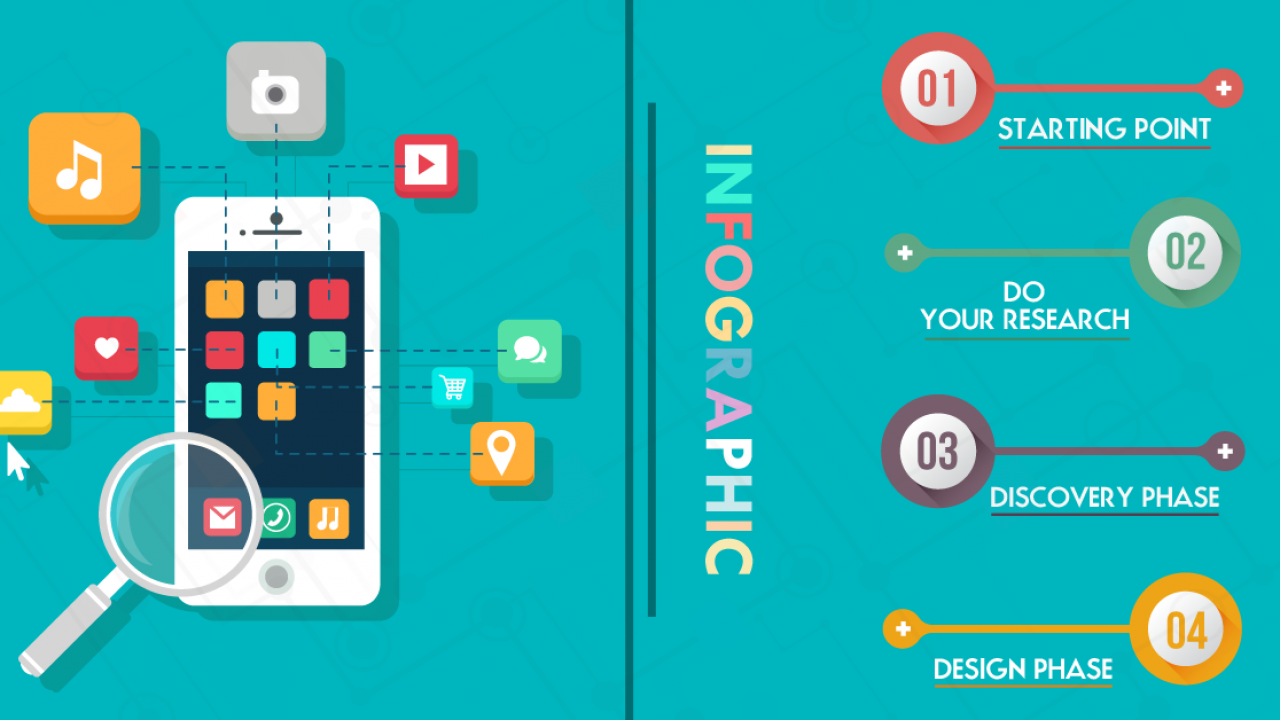 INFOGRAPHIC
01
STARTING POINT
02
DO
YOUR RESEARCH
03
DISCOVERY PHASE
04
DESIGN PHASE